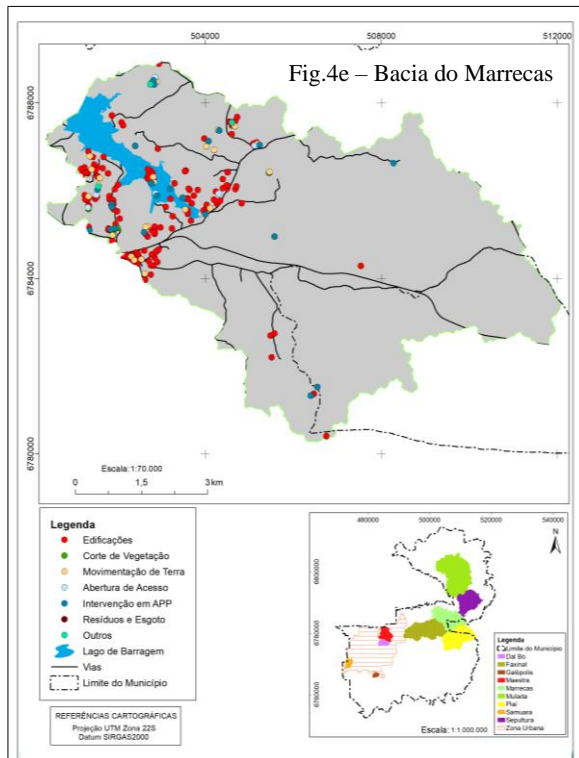 504000 508000 512000
Fig.4e – Bacia do Marrecas
6788000
6784000
6780000
Escala:1:70.000
0 1,5 3 km
Legenda
Edificações
Corte de Vegetação
Movimentação de Terra
Abertura de Acesso
Intervenção em APP
Resíduos e Esgoto
Outros
Lago de Barragem
Vias
Limite do Município
REFERÊNCIAS CARTOGRÁFICAS
Projeção UTM Zona 22S
Datum SIRGAS2000
480000 500000 520000 540000
N
6800000
6780000
6760000
Legenda
Limite do Município
Dal Bo
Faxinal
Galópolis
Maestra
Marrecas
Mulada
Piaí
Samuara
Sepultura
Zona Urbana
Escala: 1:1.000.000